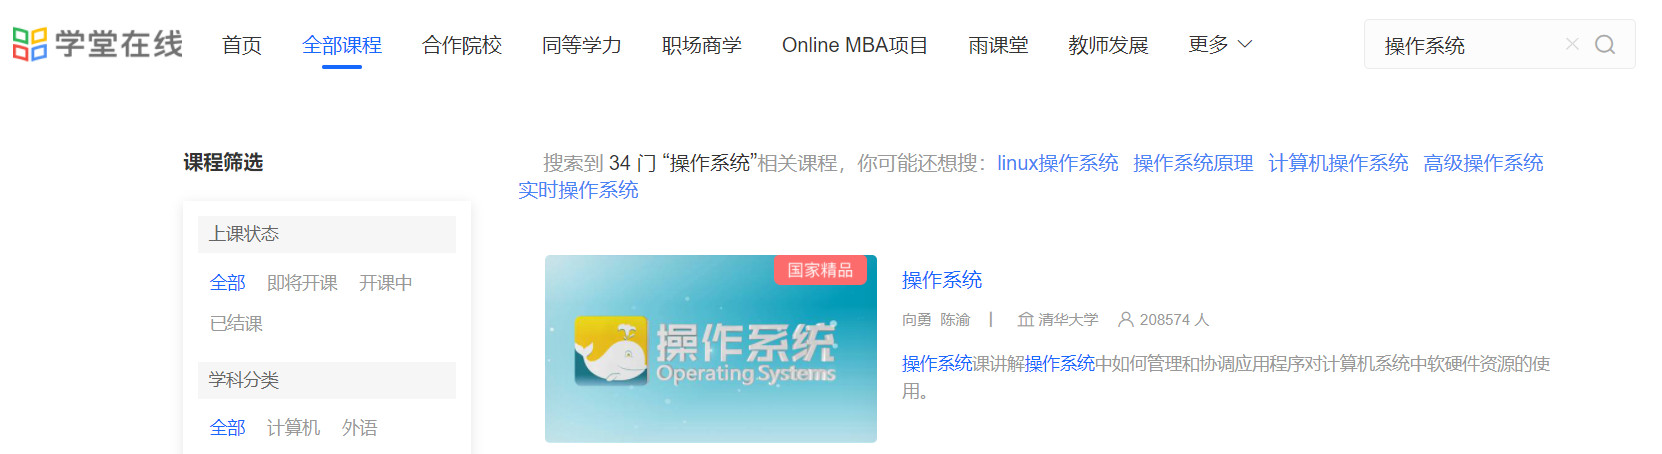 学堂在线 首页 全部课程 合作院校 同等学力 职场商学 Online MBA项目 雨课堂 教师发展 更多 操作系统
课程筛选
上课状态
全部 即将开课 开课中
已结课
学科分类
全部 计算机 外语
搜索到 34 门 “操作系统”相关课程，你可能还想搜：linux操作系统 操作系统原理 计算机操作系统 高级操作系统
实时操作系统
国家精品
操作系统
Operating Systems
操作系统
向勇 陈渝 | 清华大学 208574 人
操作系统课讲解操作系统中如何管理和协调应用程序对计算机系统中软硬件资源的使
用。